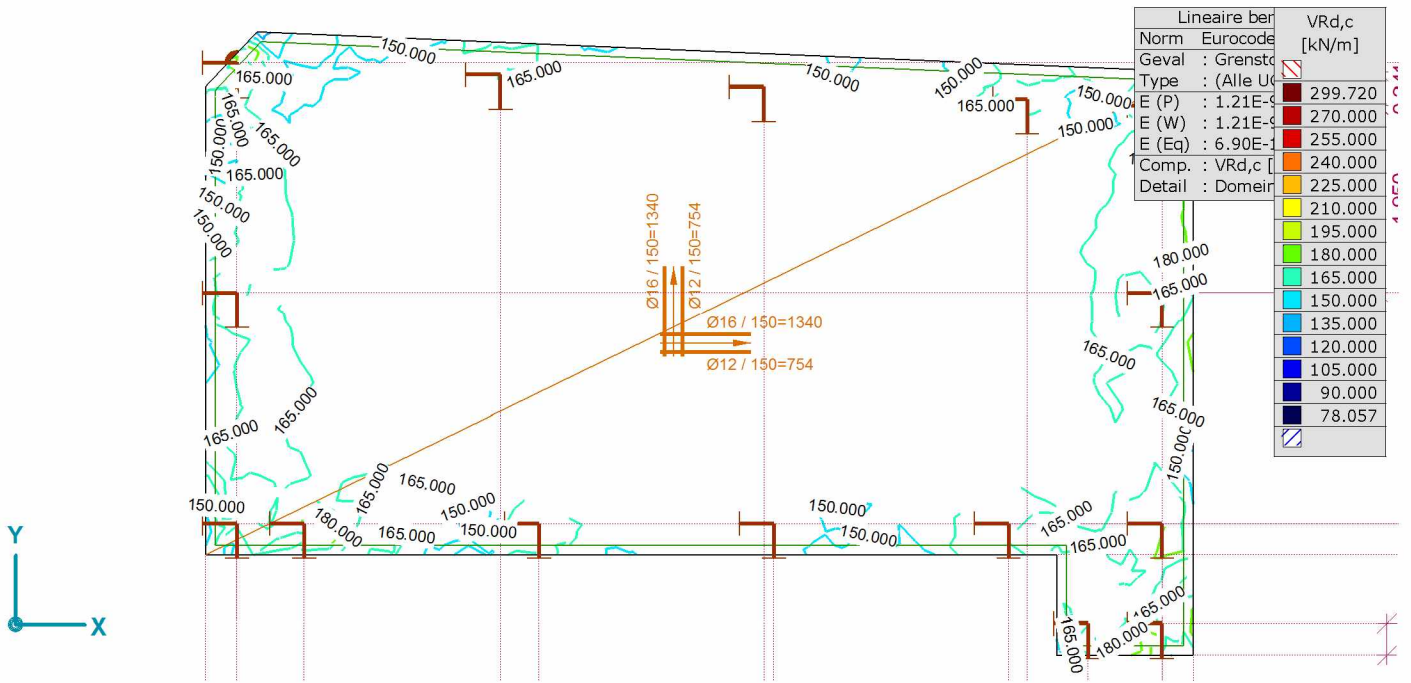 Lineaire ber
Norm Eurocode
Geval : Grenst
Type : (Alle U
E (P) : 1.21E-
E (W) : 1.21E-
E (Eq) : 6.90E-
Comp. : VRd,c [
Detail : Domein
VRd,c
[kN/m]
299.720
270.000
255.000
240.000
225.000
210.000
195.000
180.000
165.000
150.000
135.000
120.000
105.000
90.000
78.057
150.000
165.000
165.000
150.000
150.000
165.000
150.000
150.000
165.000
165.000
150.000
165.000
150.000
150.000
180.000
165.000
165.000
Ø16 / 150=1340
Ø12 / 150=754
Ø16 / 150=1340
Ø12 / 150=754
165.000
165.000
165.000
150.000
165.000
165.000
150.000
150.000
180.000
165.000
150.000
150.000
150.000
165.000
165.000
165.000
165.000
180.000
Y
X